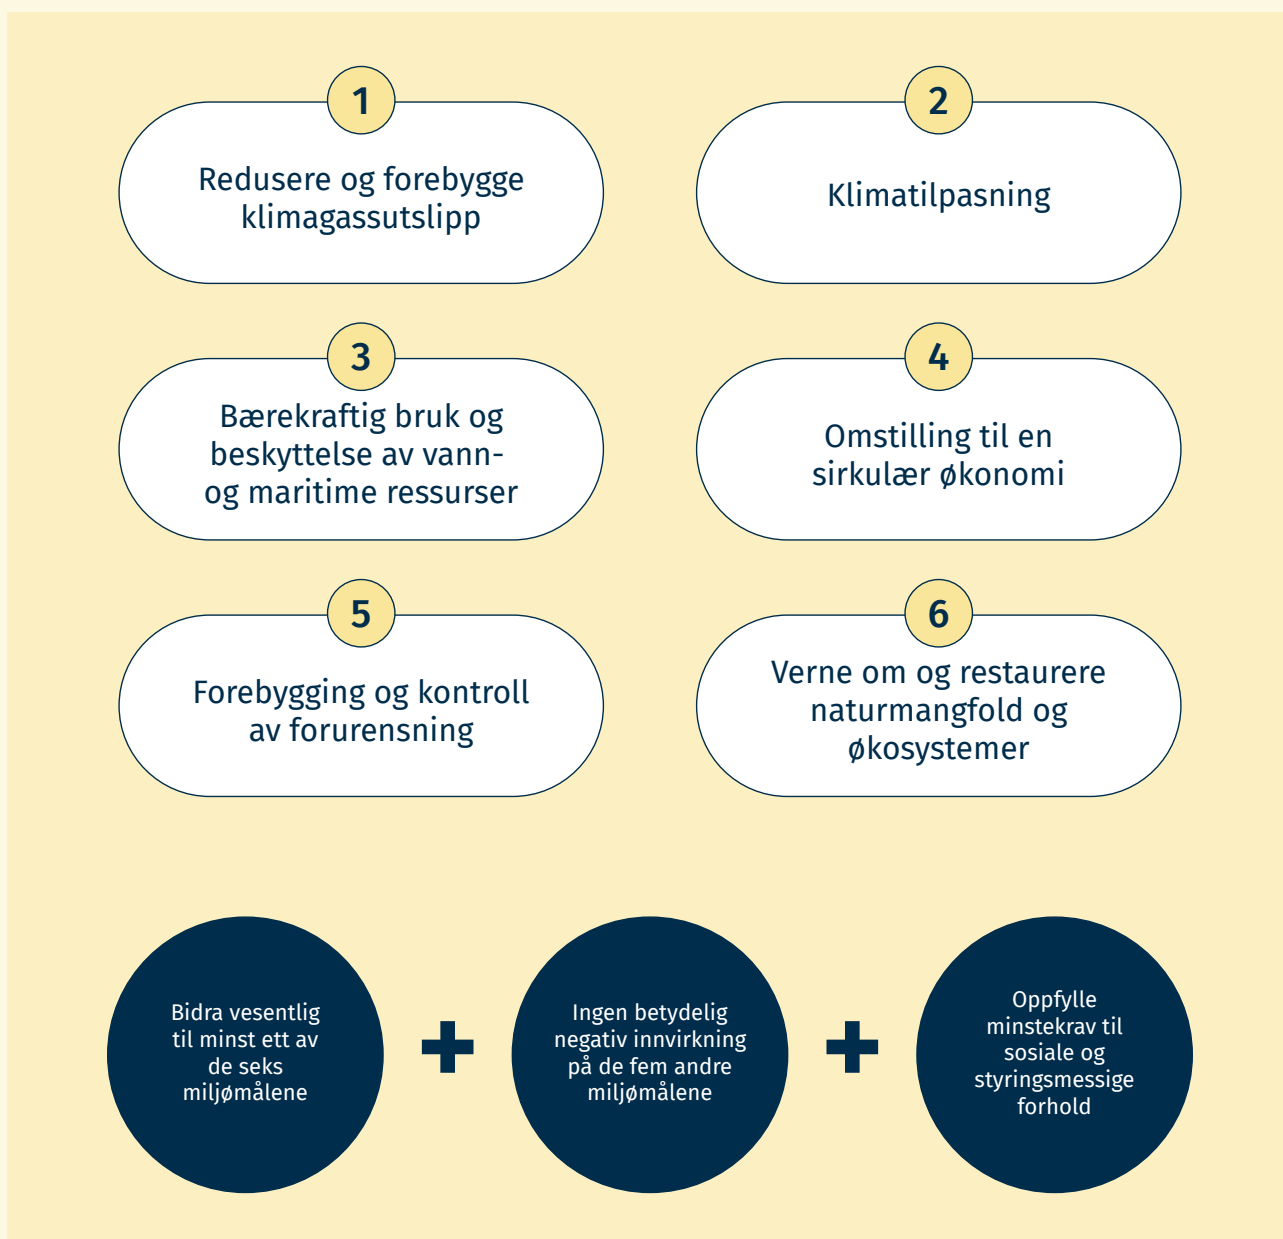 1
Redusere og forebygge
klimagassutslipp
2
Klimatilpasning
3
Bærekraftig bruk og
beskyttelse av vann-
og maritime ressurser
4
Omstilling til en
sirkulær økonomi
5
Forebygging og kontroll
av forurensning
6
Verne om og restaurere
naturmangfold og
økosystemer
Bidra vesentlig
til minst ett av
de seks
miljømålene
+
Ingen betydelig
negativ innvirkning
på de fem andre
miljømålene
+
Oppfylle
minstekrav til
sosiale og
styringsmessige
forhold